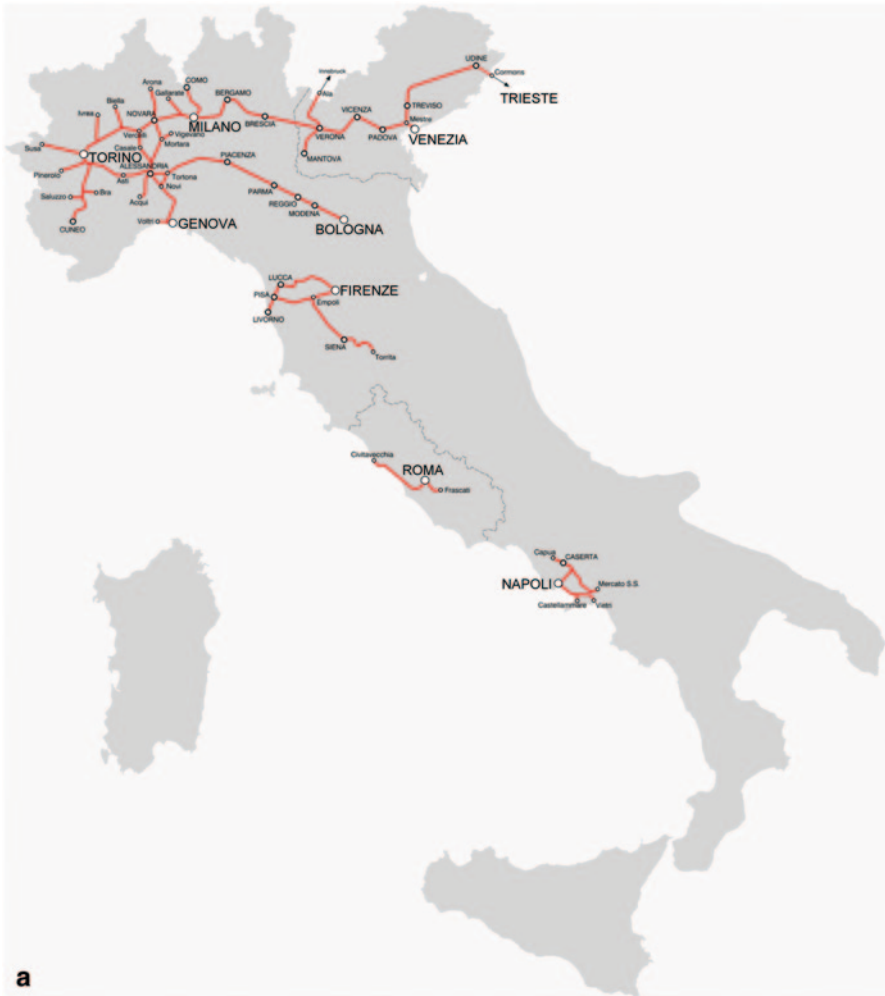 Innsbruck
Arona
COMO
Gallarate
BERGAMO
Ala
UDINE
Cormons
TRIESTE
Biella
Ivrea
NOVARA
MILANO
BRESCIA
VICENZA
TREVISO
Mestre
VENEZIA
Vercelli
Vigevano
Casale
Mortara
VERONA
PADOVA
Susa
TORINO
MANTOVA
Pinerolo
ALESSANDRIA
Asti
Tortona
PIACENZA
Novi
PARMA
REGGIO
MODENA
BOLOGNA
Saluzzo
Bra
Acqui
CUNEO
Voltri
GENOVA
LUCCA
FIRENZE
PISA
Empoli
LIVORNO
SIENA
Torrita
Civitavecchia
ROMA
Frascati
Capua
CASERTA
NAPOLI
Mercato S.S.
Castellammare
Vietri
a